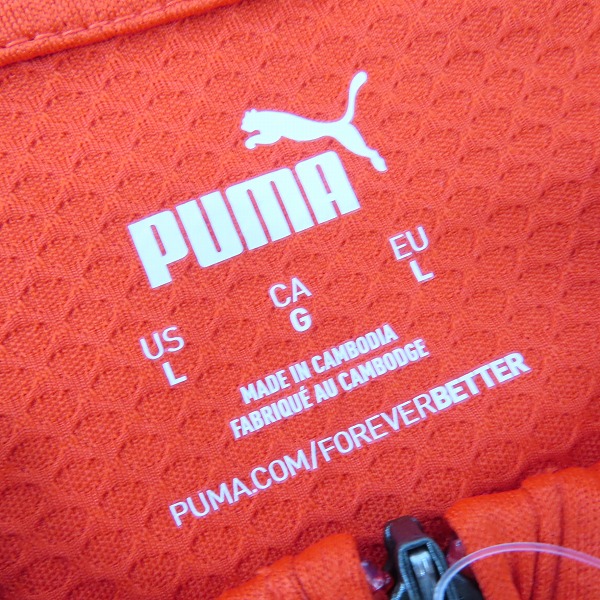 PUMA
US CA EU
L G L
MADE IN CAMBODIA
FABRIQUÉ AU CAMBODGE
PUMA.COM/FOREVERBETTER